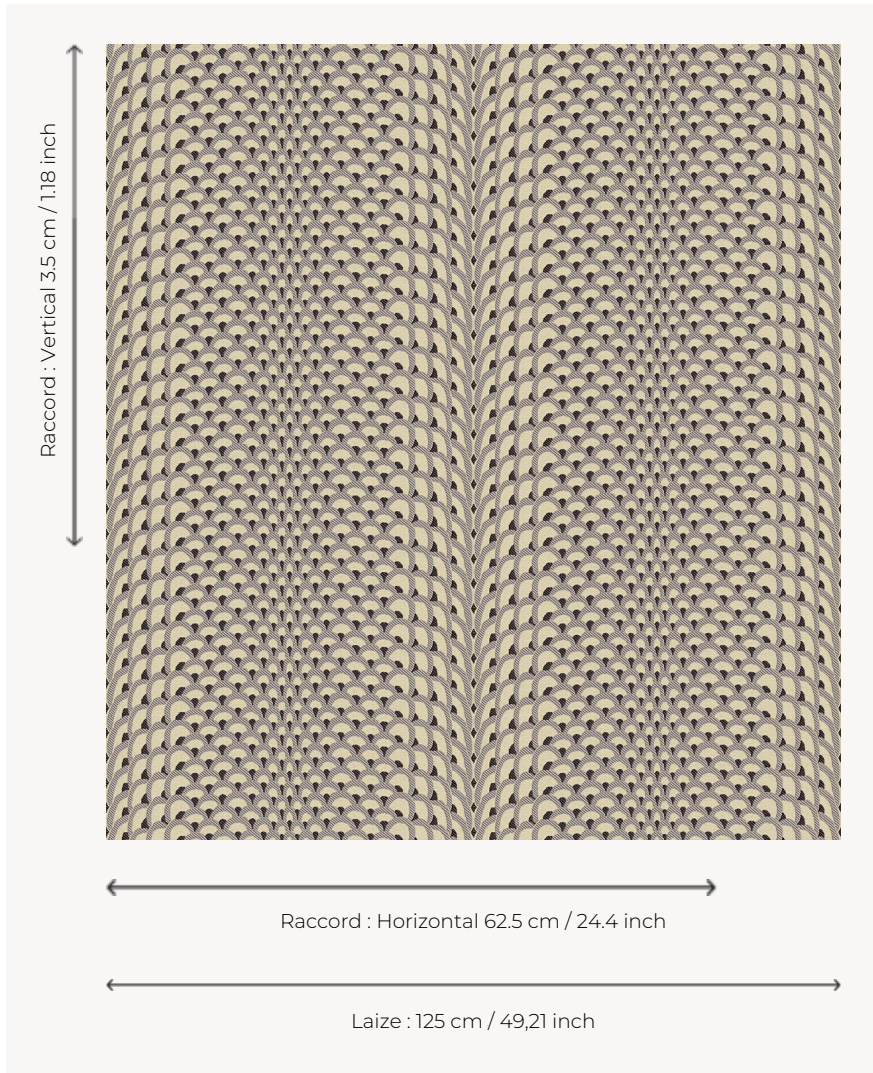 Raccord : Vertical 3.5 cm / 1.18 inch
Raccord : Horizontal 62.5 cm / 24.4 inch
Laize : 125 cm / 49,21 inch